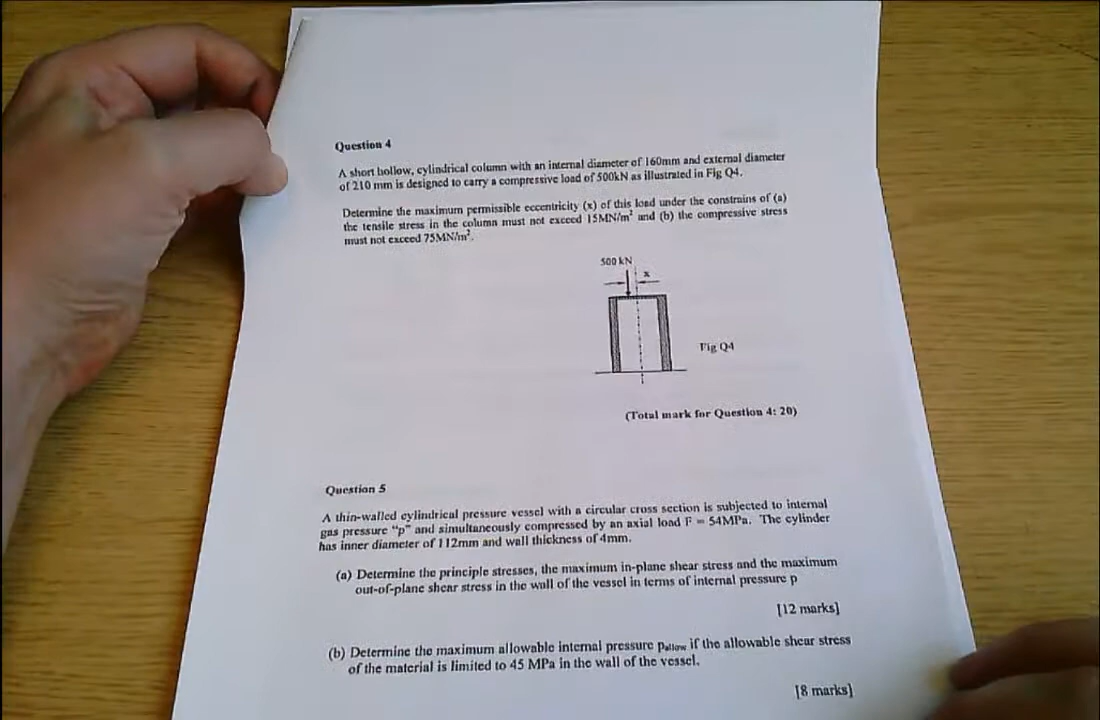 Question 4
A short hollow, cylindrical column with an internal diameter of 160mm and external diameter
of 210 mm is designed to carry a compressive load of 500kN as illustrated in Fig Q4.
Determine the maximum permissible eccentricity (x) of this load under the constrains of (a)
the tensile stress in the column must not exceed 15MN/m² and (b) the compressive stress
must not exceed 75MN/m².
500 kN
x
Fig Q4
(Total mark for Question 4: 20)
Question 5
A thin-walled cylindrical pressure vessel with a circular cross section is subjected to internal
gas pressure "p" and simultaneously compressed by an axial load F = 54MPa. The cylinder
has inner diameter of 112mm and wall thickness of 4mm.
(a) Determine the principle stresses, the maximum in-plane shear stress and the maximum
out-of-plane shear stress in the wall of the vessel in terms of internal pressure p
[12 marks]
(b) Determine the maximum allowable internal pressure pallow if the allowable shear stress
of the material is limited to 45 MPa in the wall of the vessel.
[8 marks]